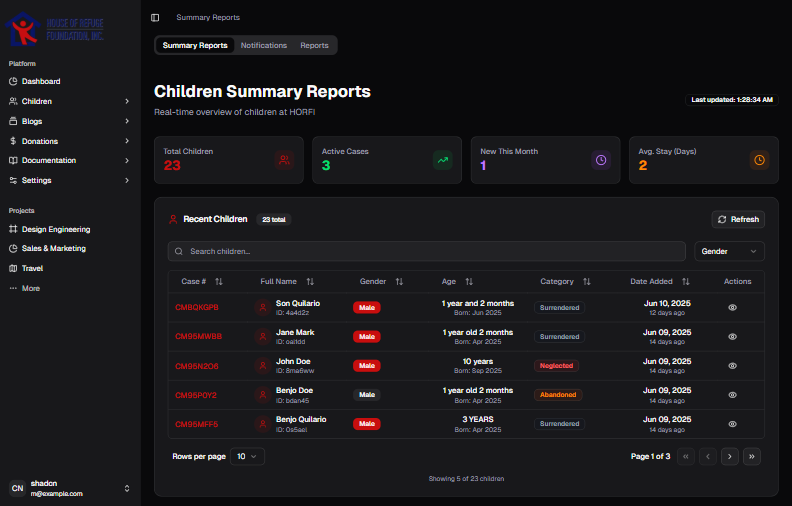 HOUSE OF REFUGE
FOUNDATION, INC.
Platform
Dashboard
Children
Blogs
Donations
Documentation
Settings
Projects
Design Engineering
Sales & Marketing
Travel
More
CN
shadcn
m@example.com
Summary Reports
Summary Reports Notifications Reports
Children Summary Reports
Real-time overview of children at HORFI
Last updated: 1:28:34 AM
Total Children
23
Active Cases
3
New This Month
1
Avg. Stay (Days)
2
Recent Children 23 total
Refresh
Search children...
Gender
Case # Full Name Gender Age Category Date Added Actions
CM8QKGPB Son Quilario Male 1 year and 2 months Surrendered Jun 10, 2025
ID: 4a4d2z Born: Jun 2025 12 days ago
CM95MWBB Jane Mark Male 1 year old 2 months Surrendered Jun 09, 2025
ID: oal1dd Born: Apr 2025 14 days ago
CM95N2O6 John Doe Male 10 years Neglected Jun 09, 2025
ID: 8ma6ww Born: Sep 2025 14 days ago
CM95P0Y2 Benjo Doe Male 1 year old 2 months Abandoned Jun 09, 2025
ID: bdan45 Born: Apr 2025 14 days ago
CM95MFF6 Benjo Quilario Male 3 YEARS Surrendered Jun 09, 2025
ID: 0s5ael Born: Apr 2025 14 days ago
Rows per page 10
Page 1 of 3
Showing 5 of 23 children